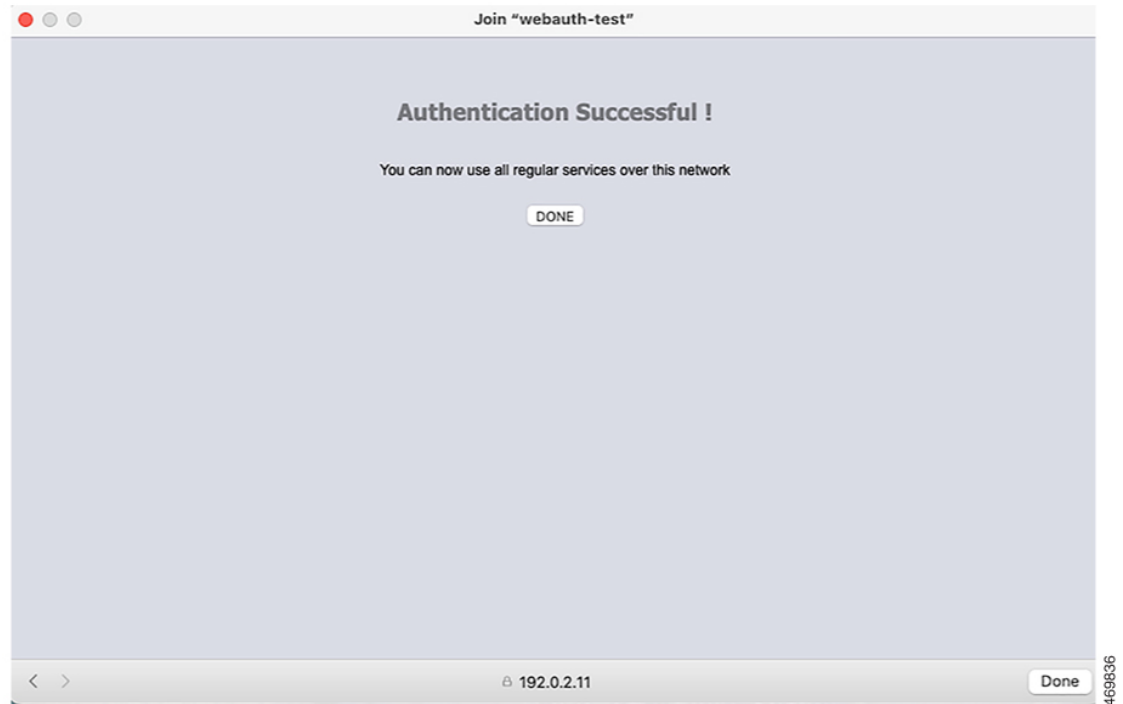 Join “webauth-test”
Authentication Successful !
You can now use all regular services over this network
DONE
192.0.2.11
Done
469836